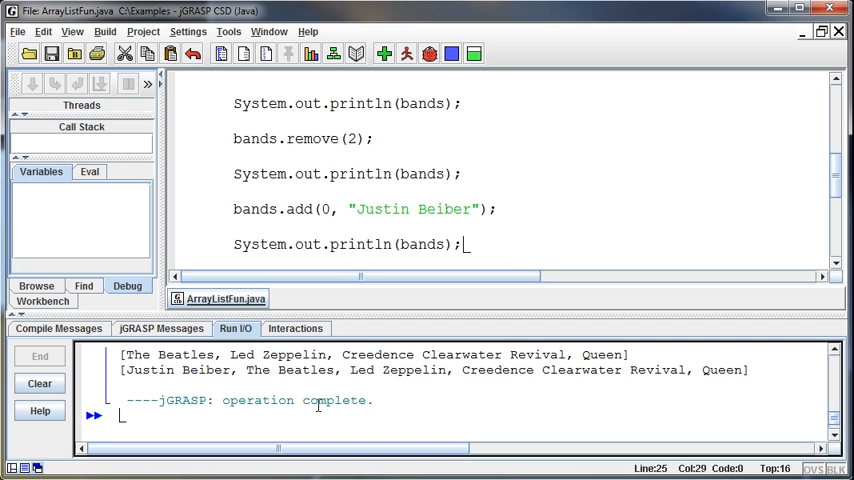 File: ArrayListFun.java C:\Examples - jGRASP CSD (Java)
File Edit View Build Project Settings Tools Window Help
Threads
Call Stack
Variables Eval
Browse Find Debug
Workbench
System.out.println(bands);
bands.remove(2);
System.out.println(bands);
bands.add(0, "Justin Beiber");
System.out.println(bands);
ArrayListFun.java
Compile Messages jGRASP Messages Run I/O Interactions
End
Clear
Help
[The Beatles, Led Zeppelin, Creedence Clearwater Revival, Queen]
[Justin Beiber, The Beatles, Led Zeppelin, Creedence Clearwater Revival, Queen]
----jGRASP: operation complete.
Line:25 Col:29 Code:0 Top:16 OVS BLK